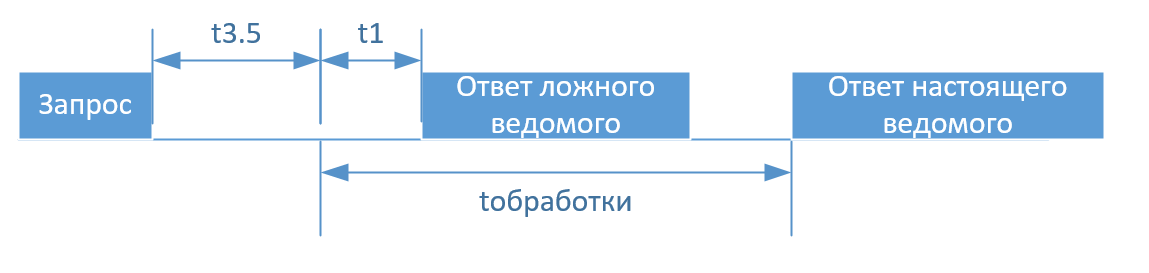 t3.5
t1
Запрос
Ответ ложного
ведомого
Ответ настоящего
ведомого
tобработки